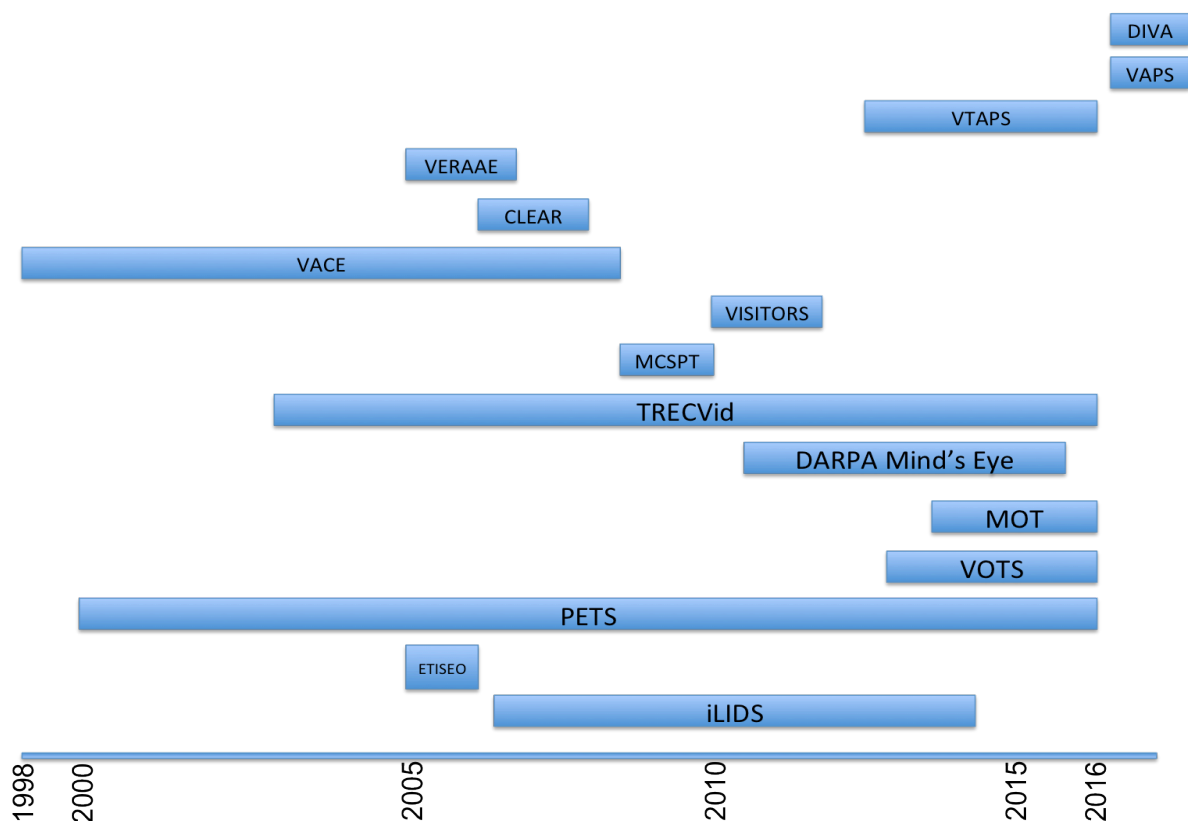 DIVA
VAPS
VTAPS
VERAAE
CLEAR
VACE
VISITORS
MCSPT
TRECVid
DARPA Mind’s Eye
MOT
VOTS
PETS
ETISEO
iLIDS
1998
2000
2005
2010
2015
2016